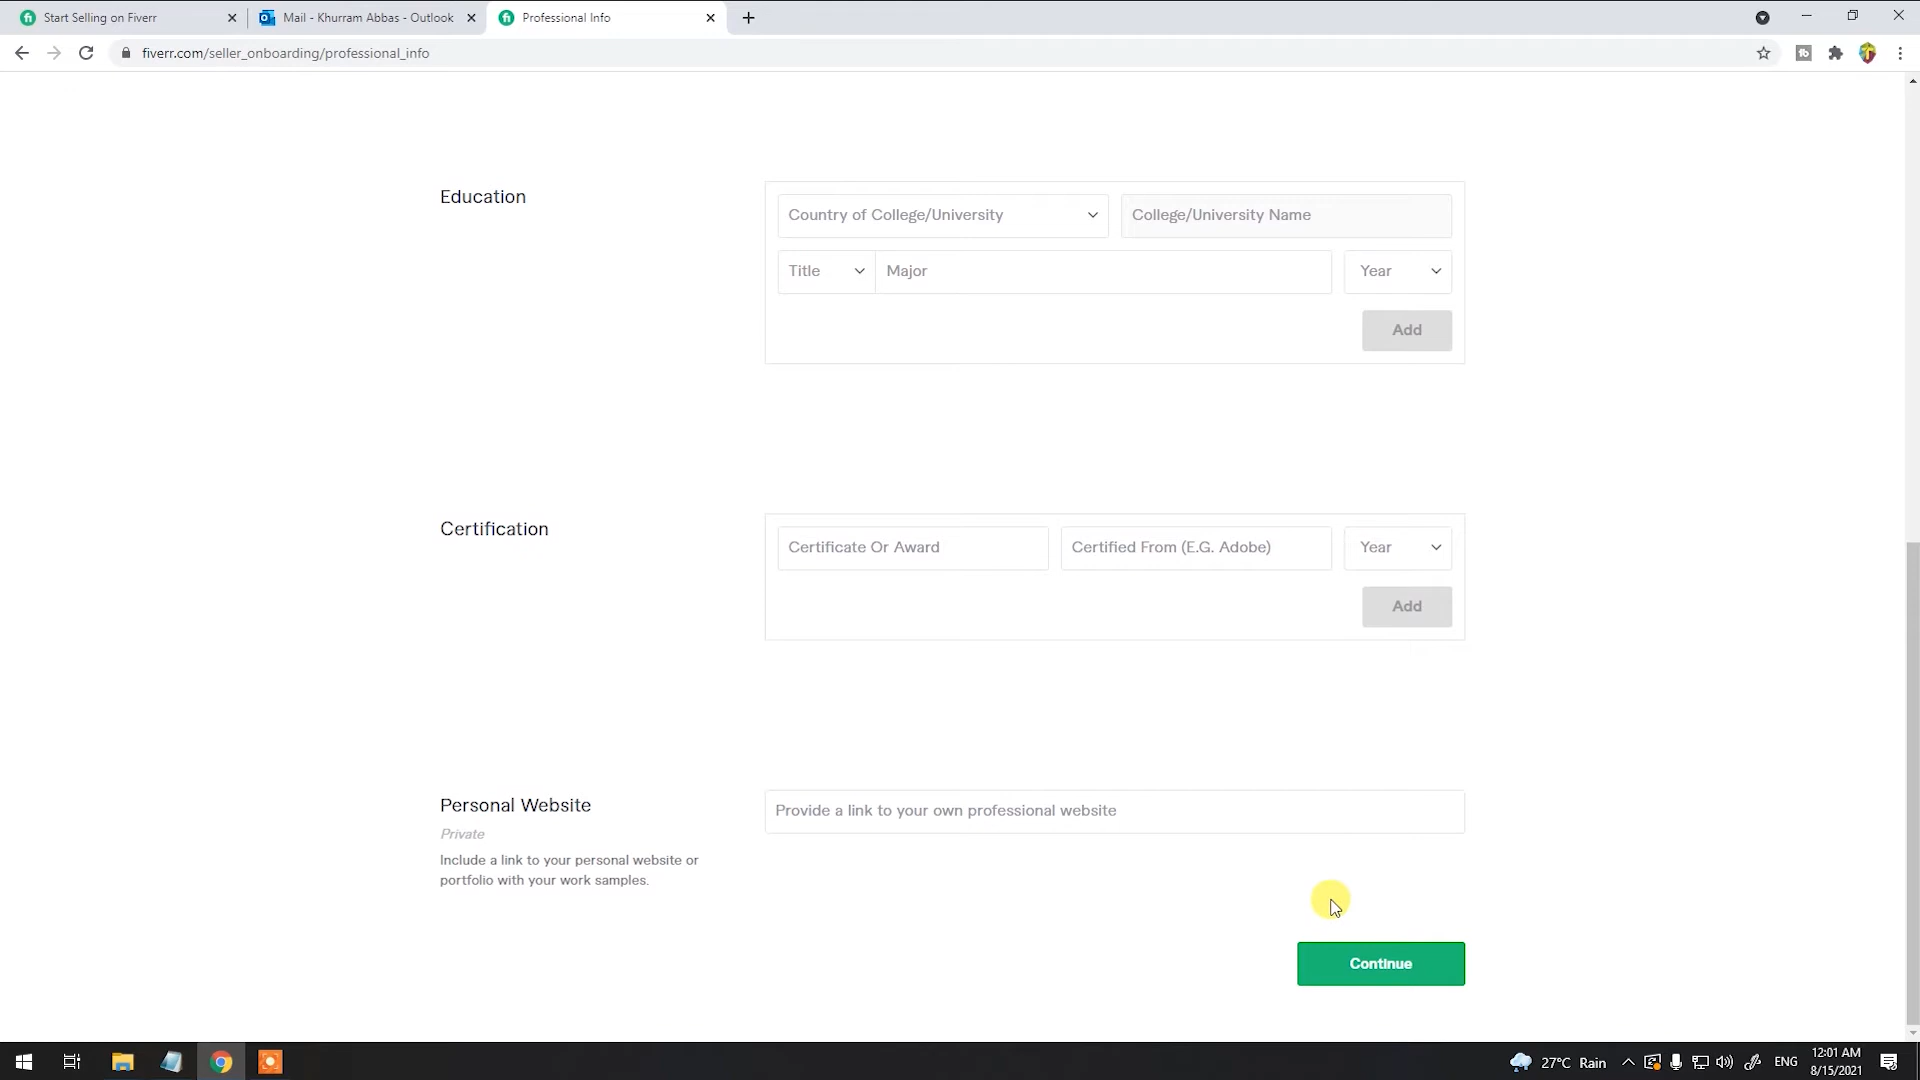 Start Selling on Fiverr
Mail - Khurram Abbas - Outlook
Professional Info
fiverr.com/seller_onboarding/professional_info
Education
Country of College/University
College/University Name
Title
Major
Year
Add
Certification
Certificate Or Award
Certified From (E.G. Adobe)
Year
Add
Personal Website
Private
Include a link to your personal website or
portfolio with your work samples.
Provide a link to your own professional website
Continue
27°C Rain
ENG
12:01 AM
8/15/2021